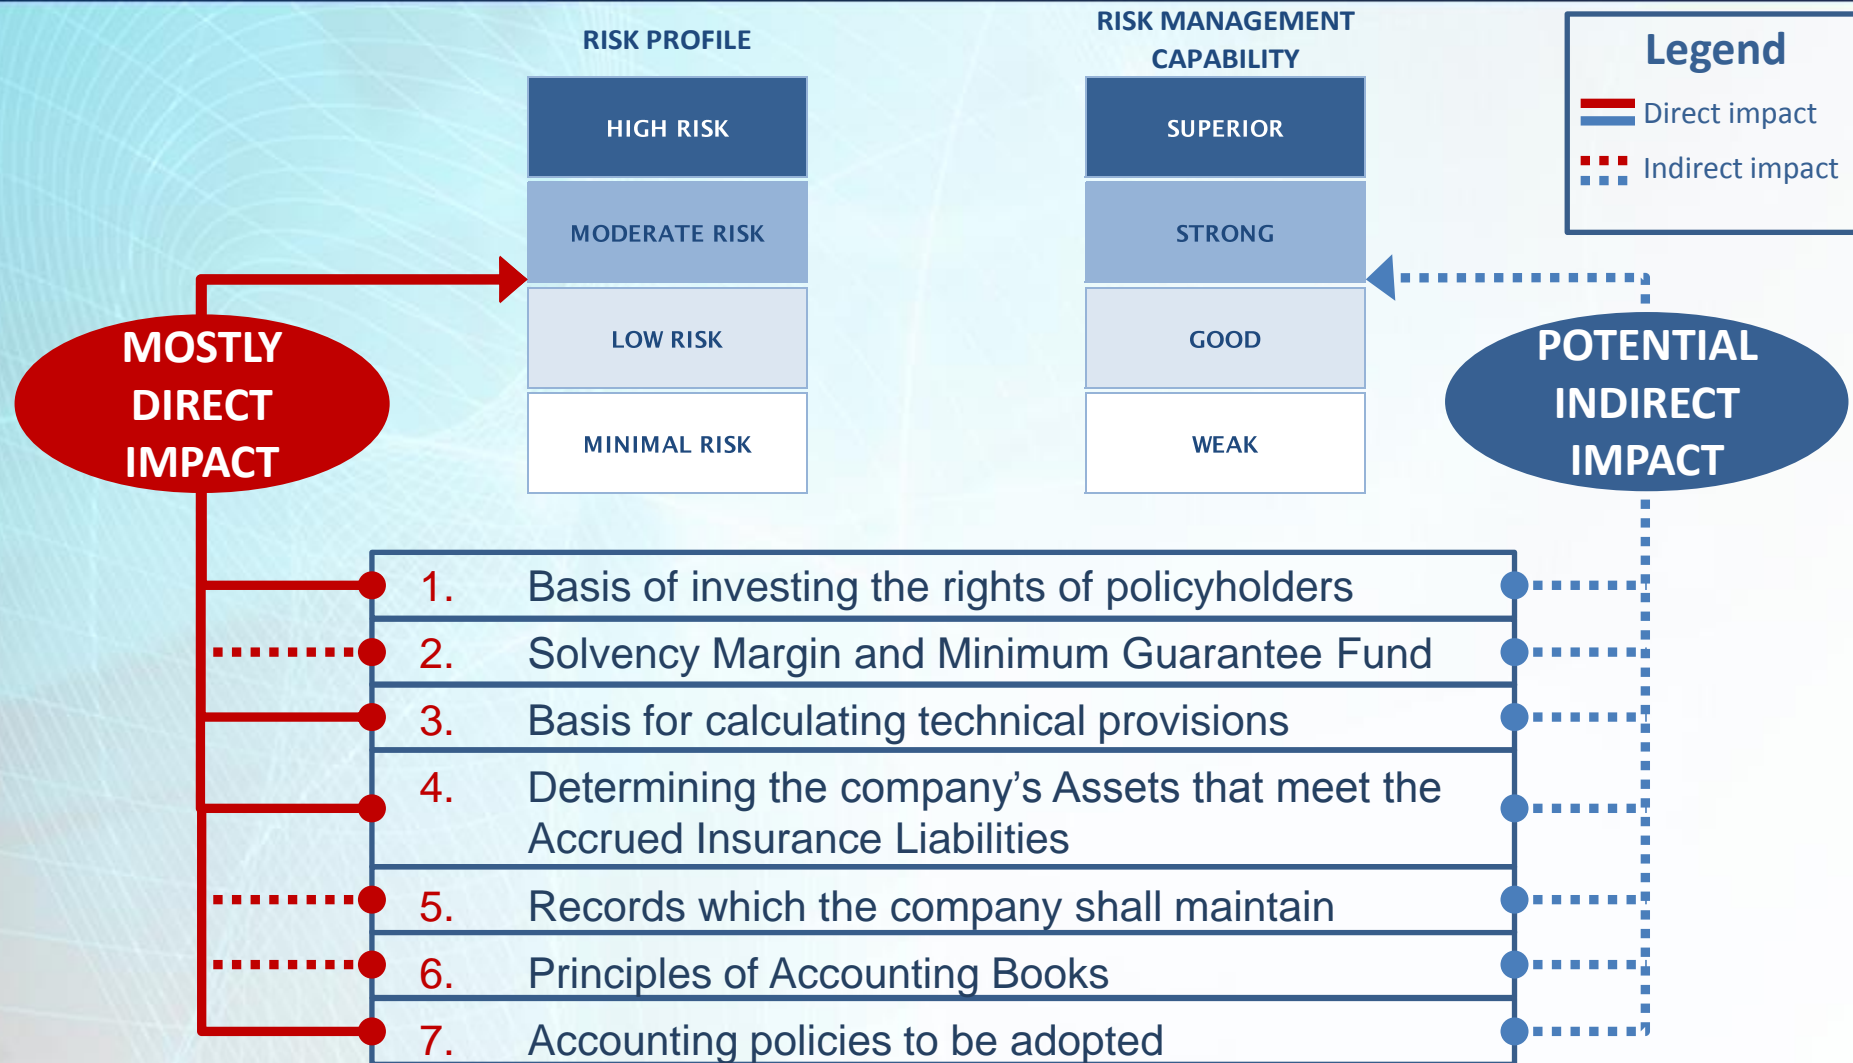 RISK PROFILE
HIGH RISK
MODERATE RISK
LOW RISK
MINIMAL RISK
RISK MANAGEMENT
CAPABILITY
SUPERIOR
STRONG
GOOD
WEAK
Legend
Direct impact
Indirect impact
MOSTLY
DIRECT
IMPACT
POTENTIAL
INDIRECT
IMPACT
1. Basis of investing the rights of policyholders
2. Solvency Margin and Minimum Guarantee Fund
3. Basis for calculating technical provisions
4. Determining the company’s Assets that meet the
Accrued Insurance Liabilities
5. Records which the company shall maintain
6. Principles of Accounting Books
7. Accounting policies to be adopted